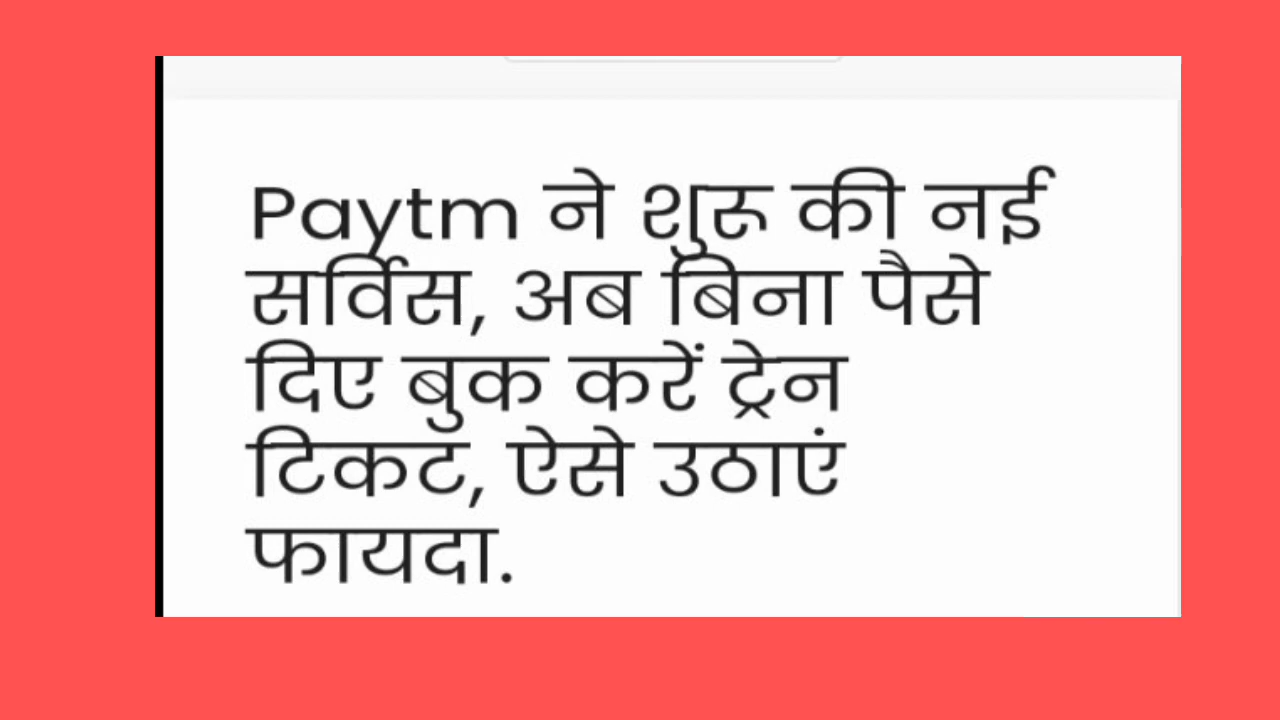 Paytm ने शुरू की नई
सर्विस, अब बिना पैसे
दिए बुक करें ट्रेन
टिकट, ऐसे उठाएं
फायदा.